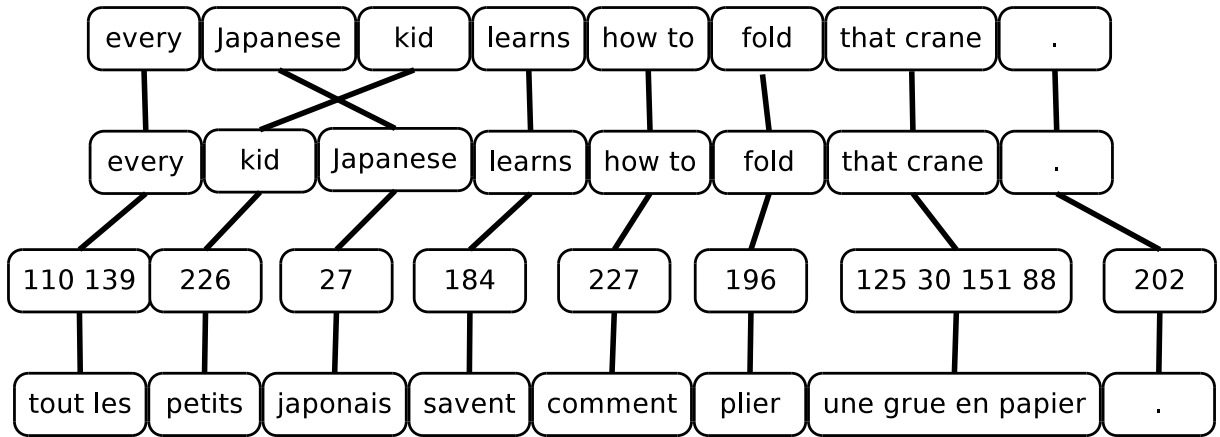 every Japanese kid learns how to fold that crane .
every kid Japanese learns how to fold that crane .
110 139 226 27 184 227 196 125 30 151 88 202
tout les petits japonais savent comment plier une grue en papier .